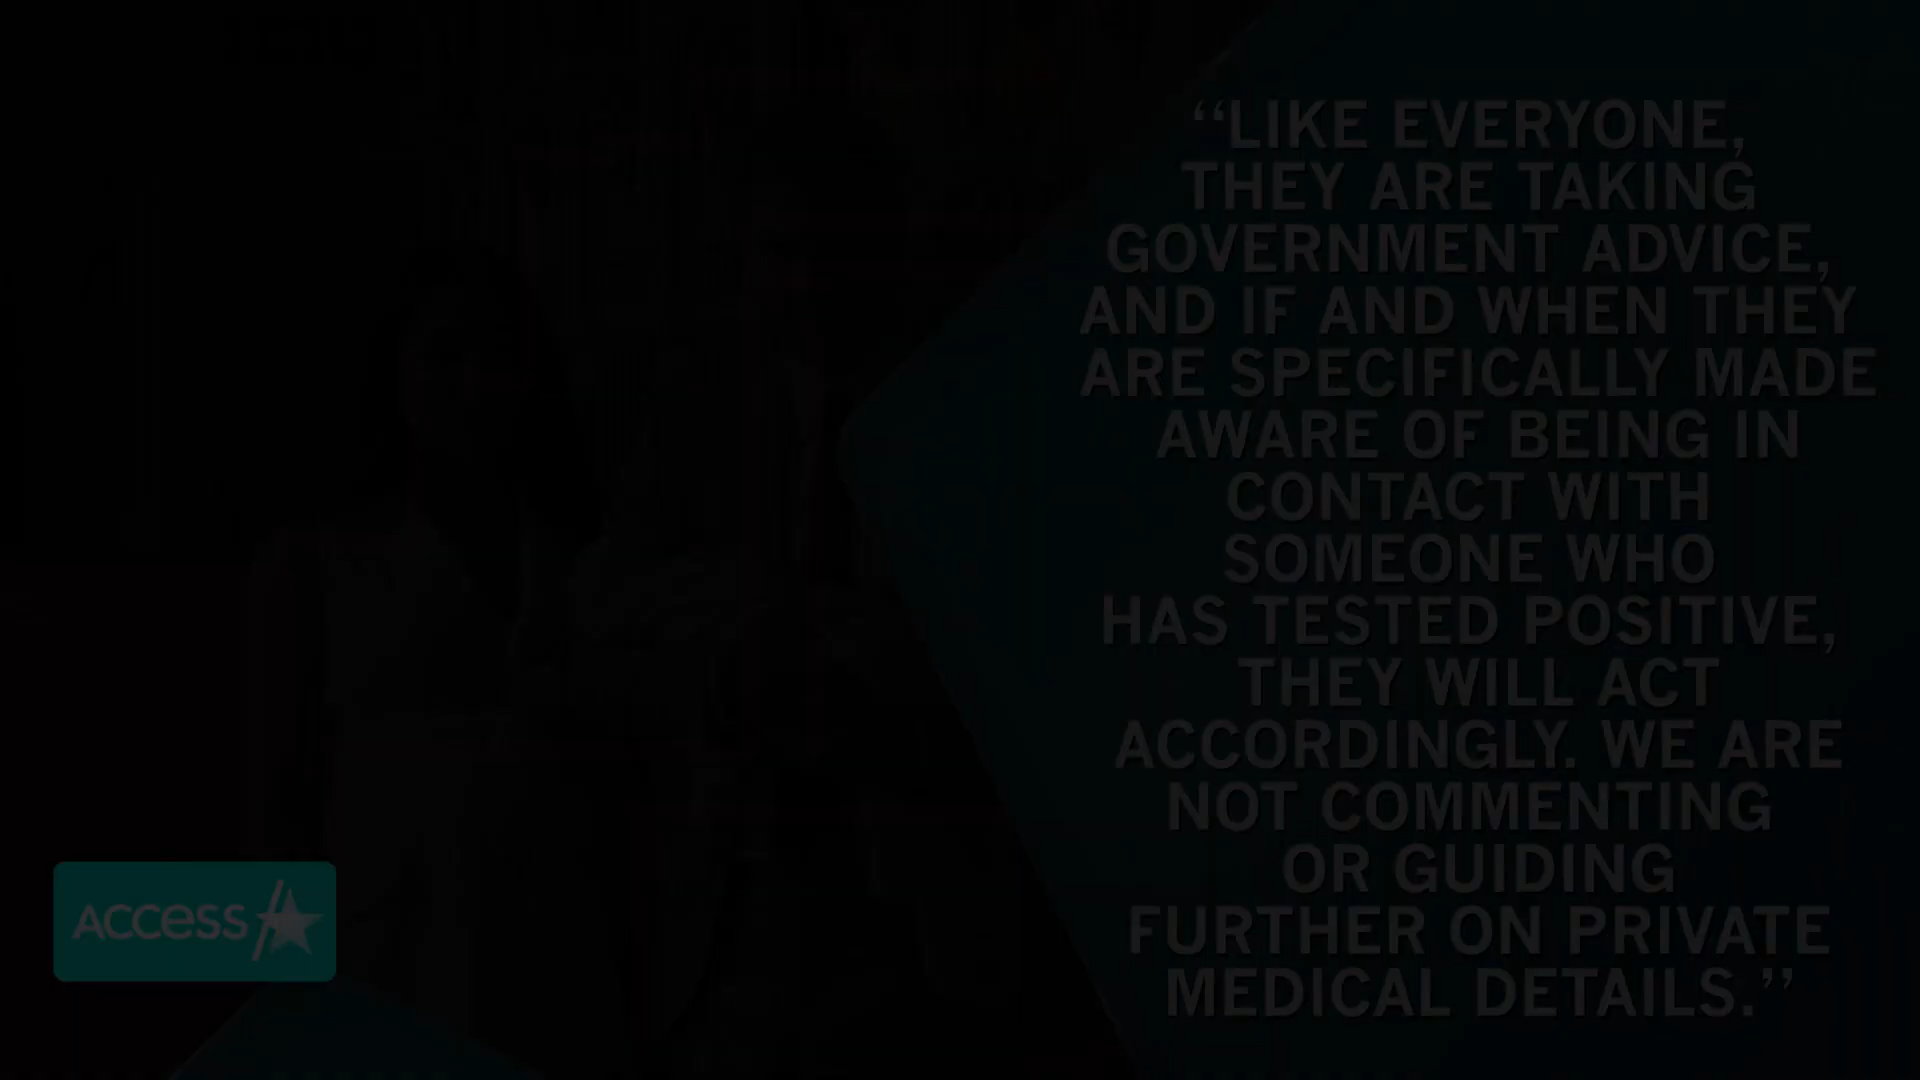 “LIKE EVERYONE,
THEY ARE TAKING
GOVERNMENT ADVICE,
AND IF AND WHEN THEY
ARE SPECIFICALLY MADE
AWARE OF BEING IN
CONTACT WITH
SOMEONE WHO
HAS TESTED POSITIVE,
THEY WILL ACT
ACCORDINGLY. WE ARE
NOT COMMENTING
OR GUIDING
FURTHER ON PRIVATE
MEDICAL DETAILS.”
ACCESS